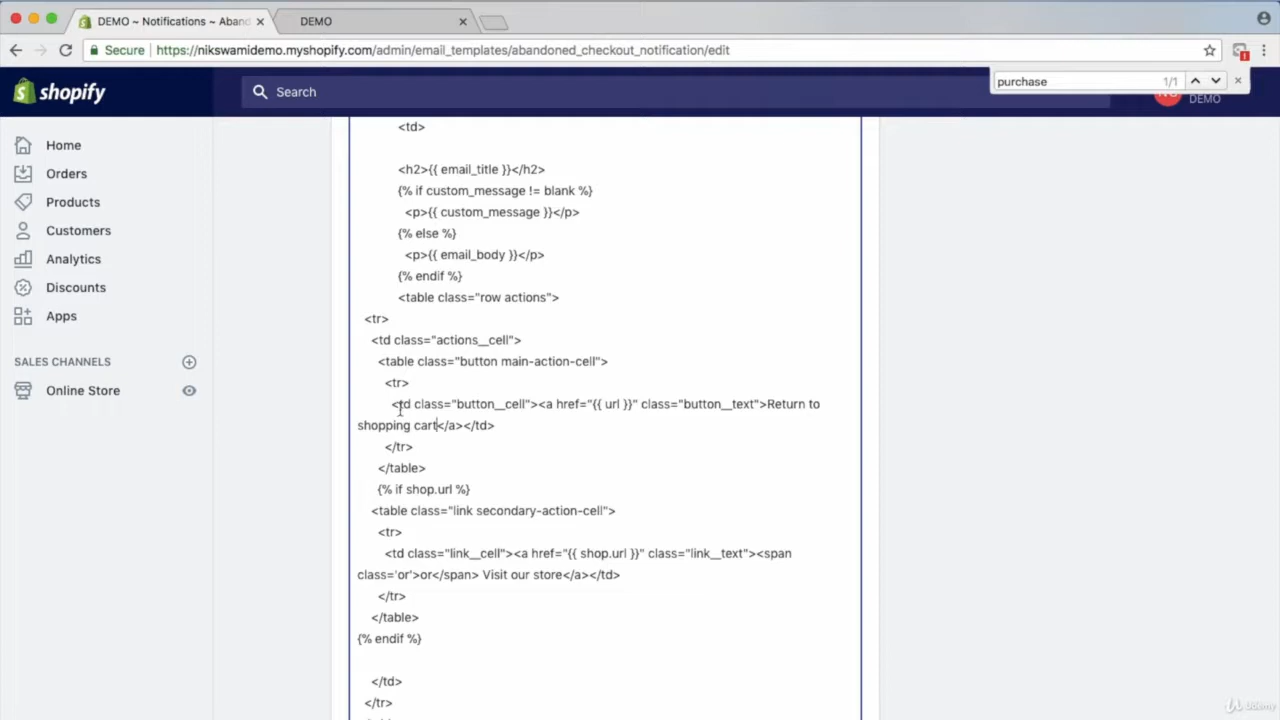 DEMO ~ Notifications ~ Aband
DEMO
Secure
https://nikswamidemo.myshopify.com/admin/email_templates/abandoned_checkout_notification/edit
1
purchase
1/1
shopify
Search
DEMO
Home
Orders
Products
Customers
Analytics
Discounts
Apps
SALES CHANNELS
Online Store
<td>
<h2>{{ email_title }}</h2>
{% if custom_message != blank %}
<p>{{ custom_message }}</p>
{% else %}
<p>{{ email_body }}</p>
{% endif %}
<table class="row actions">
<tr>
<td class="actions__cell">
<table class="button main-action-cell">
<tr>
<td class="button__cell"><a href="{{ url }}" class="button__text">Return to
shopping cart</a></td>
</tr>
</table>
{% if shop.url %}
<table class="link secondary-action-cell">
<tr>
<td class="link__cell"><a href="{{ shop.url }}" class="link__text"><span
class='or'>or</span> Visit our store</a></td>
</tr>
</table>
{% endif %}
</td>
</tr>
Udemy